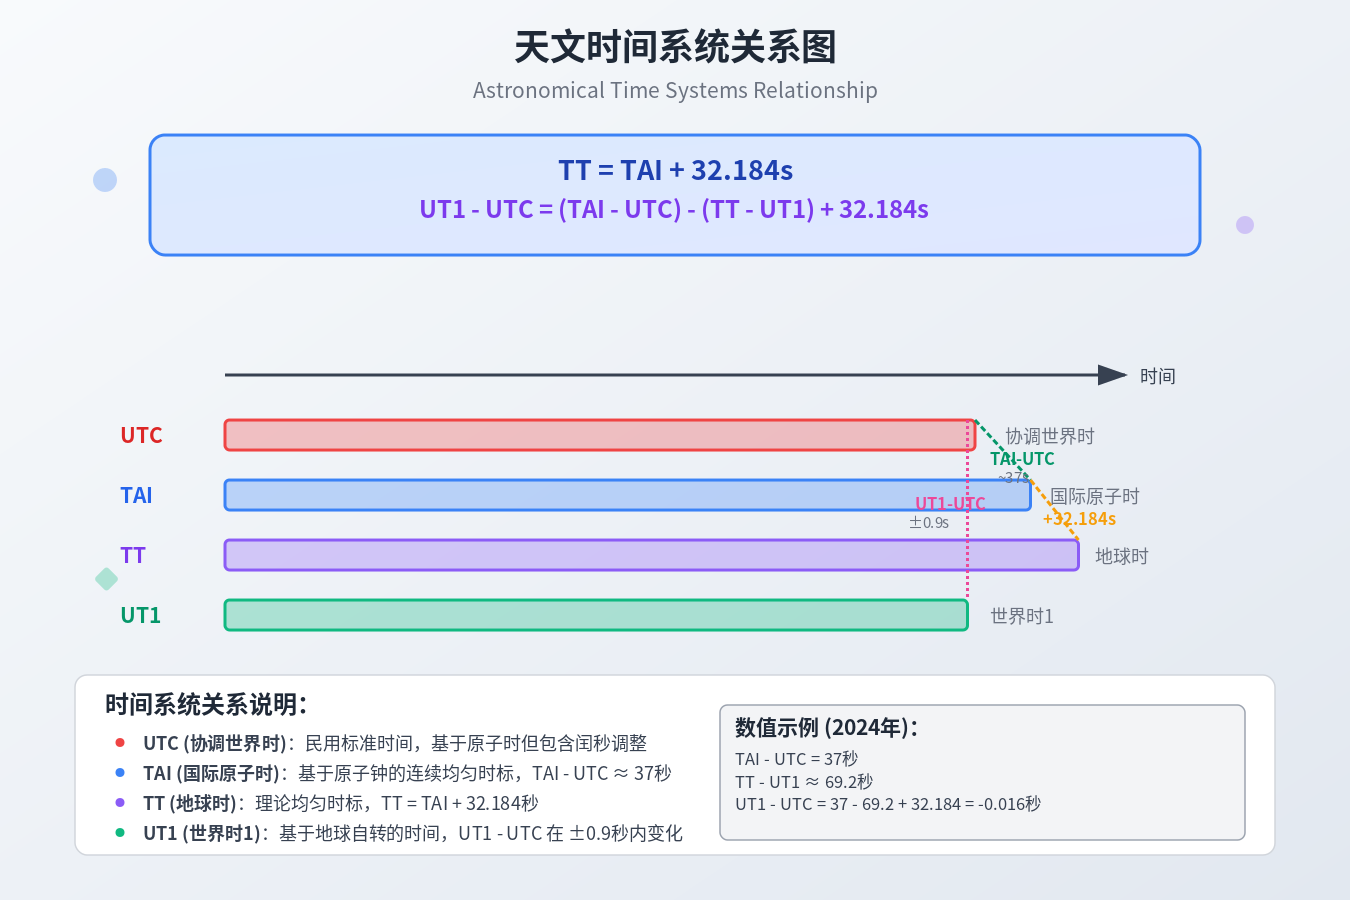 天文时间系统关系图
Astronomical Time Systems Relationship
TT = TAI + 32.184s
UT1 - UTC = (TAI - UTC) - (TT - UT1) + 32.184s
时间
UTC
协调世界时
TAI-UTC
~37s
TAI
国际原子时
UT1-UTC
±0.9s
+32.184s
TT
地球时
UT1
世界时1
时间系统关系说明：
UTC (协调世界时)：民用标准时间，基于原子时但包含闰秒调整
TAI (国际原子时)：基于原子钟的连续均匀时标，TAI - UTC ≈ 37秒
TT (地球时)：理论均匀时标，TT = TAI + 32.184秒
UT1 (世界时1)：基于地球自转的时间，UT1 - UTC 在 ±0.9秒内变化
数值示例 (2024年)：
TAI - UTC = 37秒
TT - UT1 ≈ 69.2秒
UT1 - UTC = 37 - 69.2 + 32.184 = -0.016秒